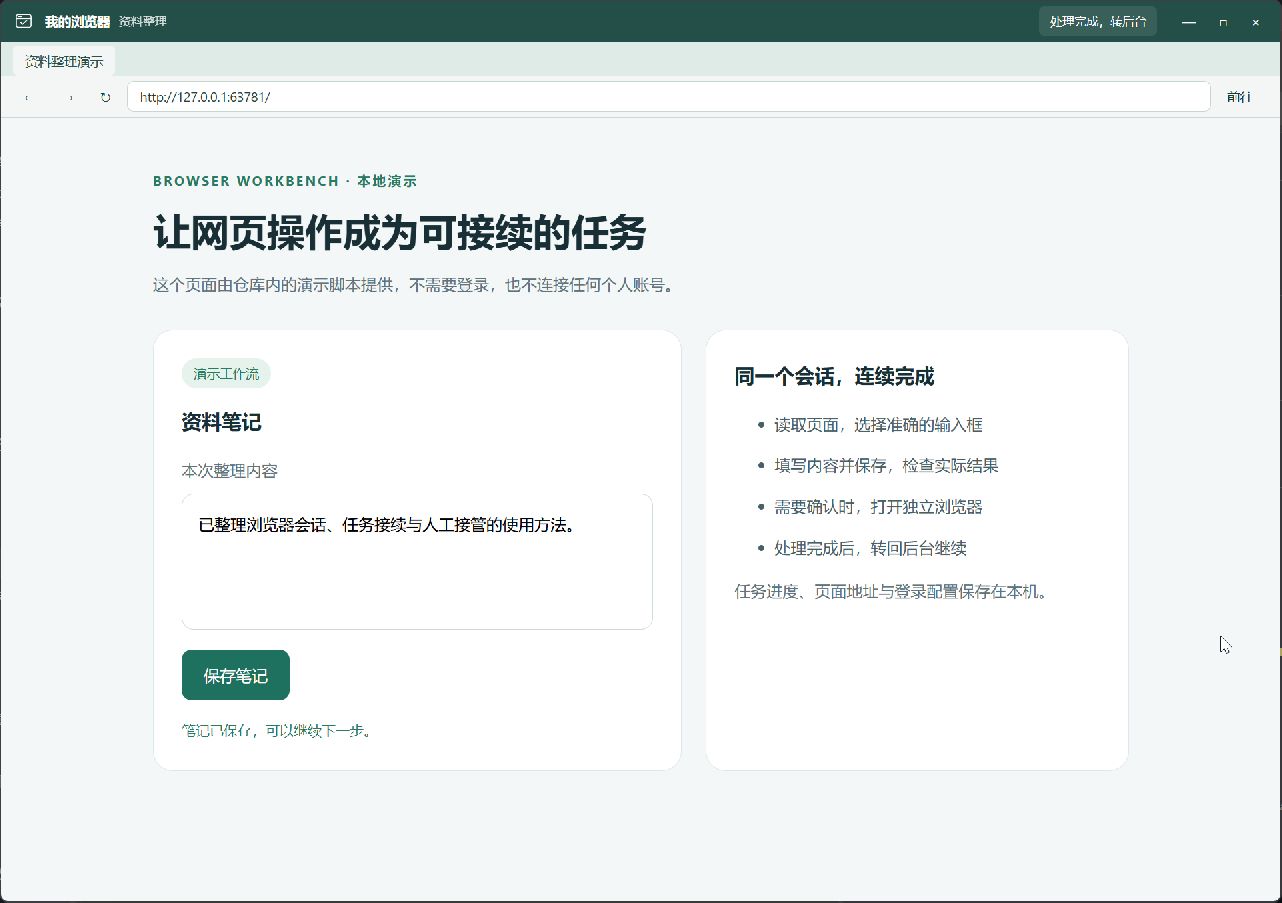 我的浏览器 资料整理 处理完成，转后台
资料整理演示
http://127.0.0.1:63781/ 前往
BROWSER WORKBENCH · 本地演示
让网页操作成为可接续的任务
这个页面由仓库内的演示脚本提供，不需要登录，也不连接任何个人账号。
演示工作流
资料笔记
本次整理内容
已整理浏览器会话、任务接续与人工接管的使用方法。
保存笔记
笔记已保存，可以继续下一步。
同一个会话，连续完成
• 读取页面，选择准确的输入框
• 填写内容并保存，检查实际结果
• 需要确认时，打开独立浏览器
• 处理完成后，转回后台继续
任务进度、页面地址与登录配置保存在本机。